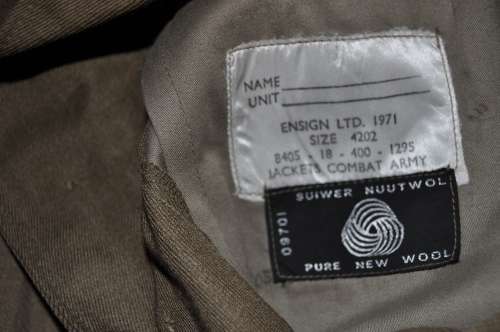 NAME
UNIT
ENSIGN LTD. 1971
SIZE 4202
8405 - 18 - 400 - 1295
JACKETS COMBAT ARMY
SUIWER NUUTWOL
09701
PURE NEW WOOL